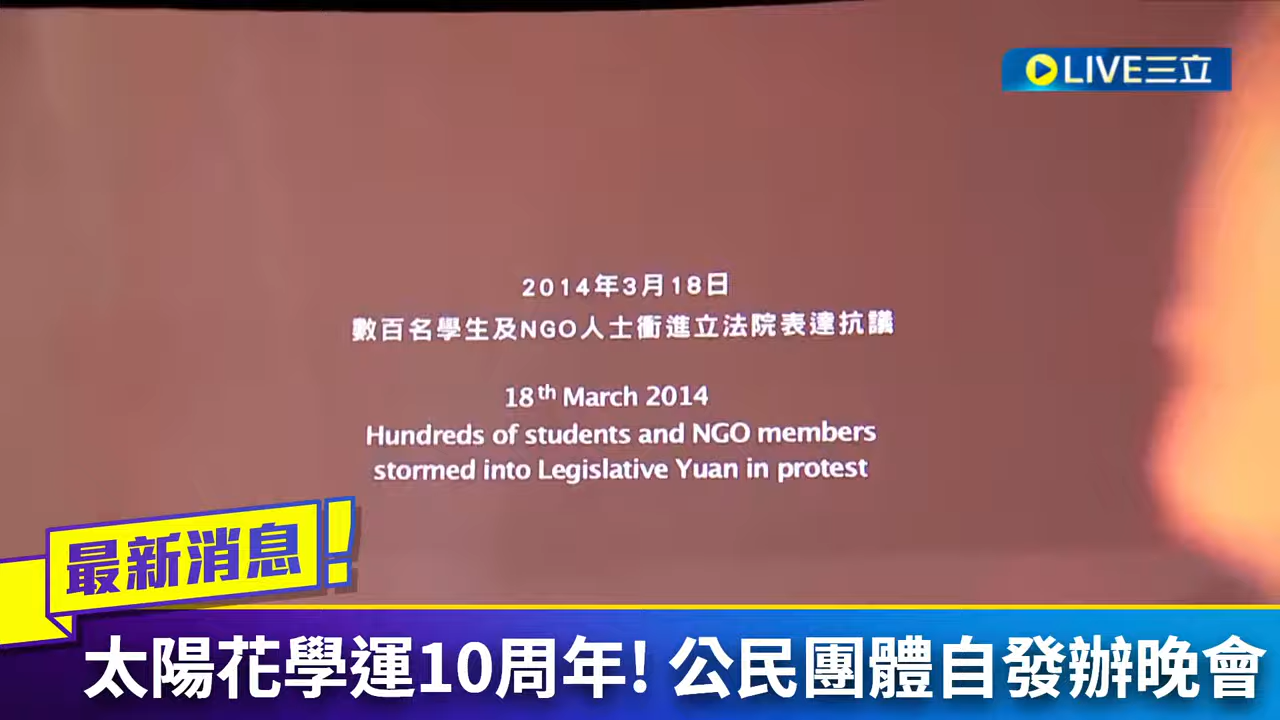 LIVE三立
2014年3月18日
數百名學生及NGO人士衝進立法院表達抗議
18th March 2014
Hundreds of students and NGO members
stormed into Legislative Yuan in protest
最新消息!
太陽花學運10周年! 公民團體自發辦晚會